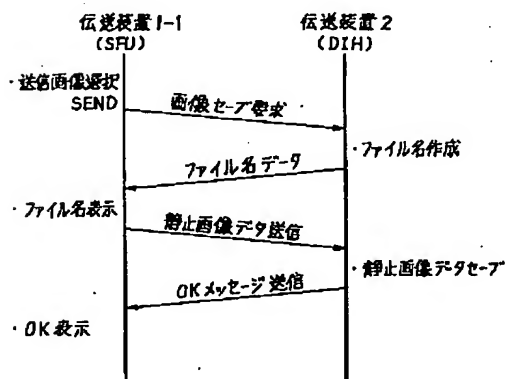 伝送装置1-1
(SFU)
伝送装置2
(DIH)
・送信画像選択
SEND
画像セーブ要求
・ファイル名作成
ファイル名データ
・ファイル名表示
静止画像データ送信
・静止画像データセーブ
OKメッセージ送信
・OK表示